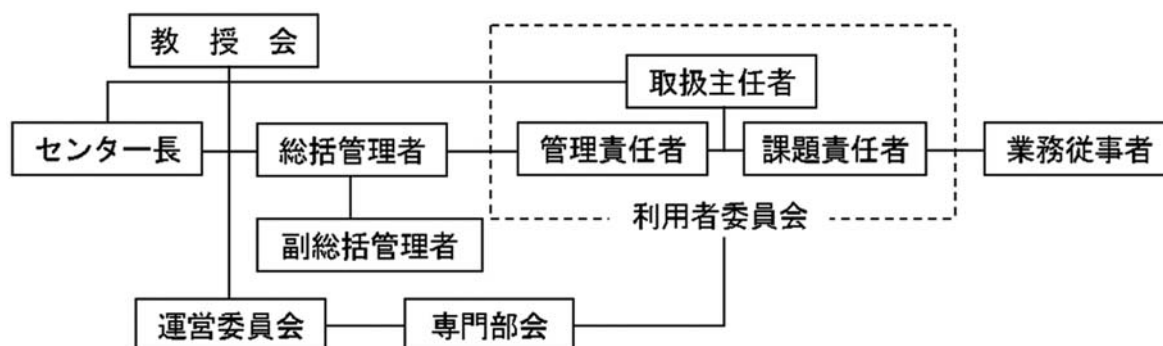 教 授 会
取扱主任者
センター長
総括管理者
管理責任者
課題責任者
業務従事者
利用者委員会
副総括管理者
運営委員会
専門部会